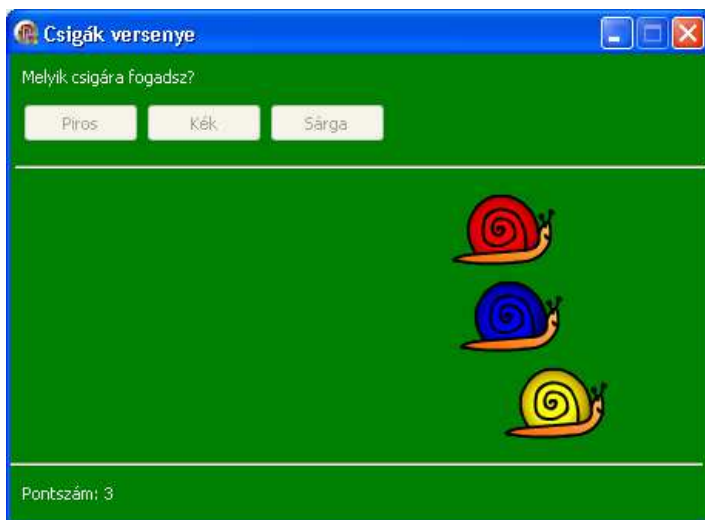 Csigák versenye
Melyik csigára fogadsz?
Piros Kék Sárga
Pontszám: 3